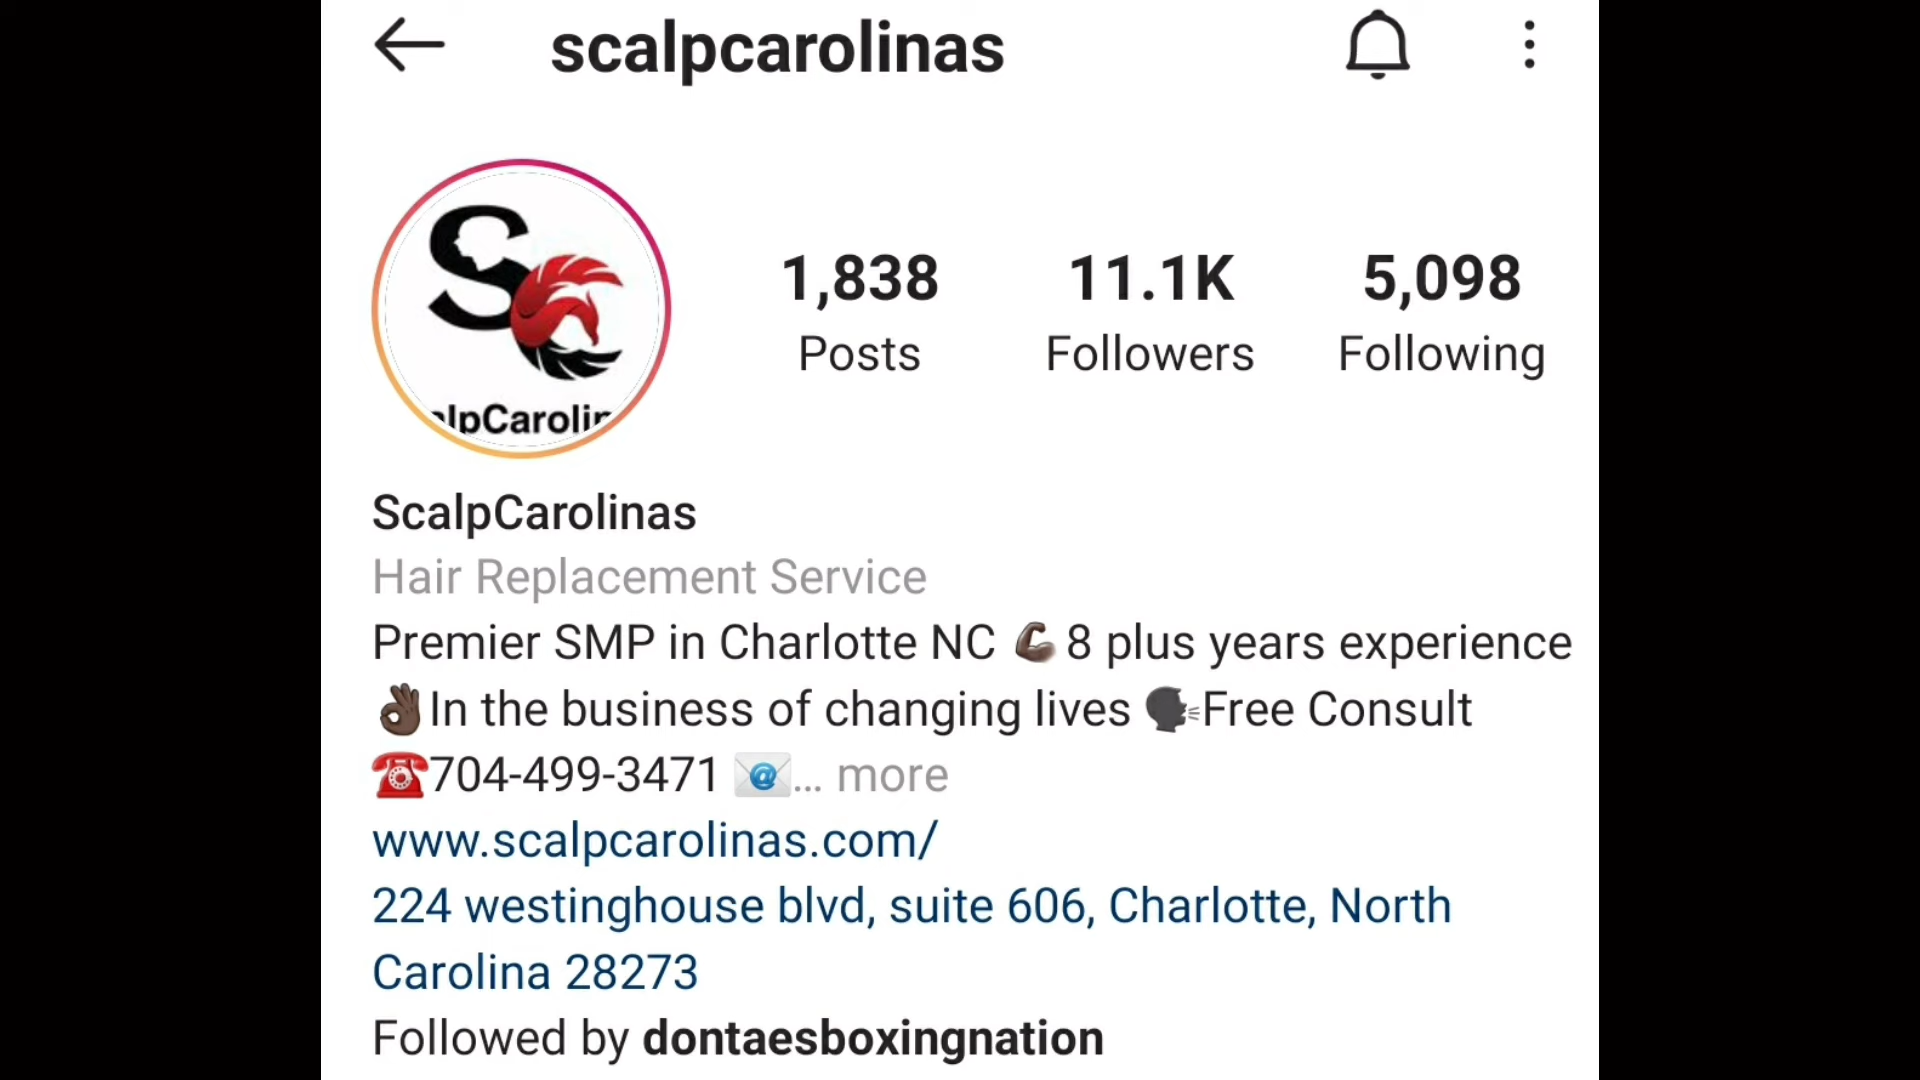 scalpcarolinas
1,838 11.1K 5,098
Posts Followers Following
SC
alpCarolin
ScalpCarolinas
Hair Replacement Service
Premier SMP in Charlotte NC 💪🏿 8 plus years experience
👌🏿In the business of changing lives 🗣️Free Consult
☎️704-499-3471 📧... more
www.scalpcarolinas.com/
224 westinghouse blvd, suite 606, Charlotte, North
Carolina 28273
Followed by dontaesboxingnation